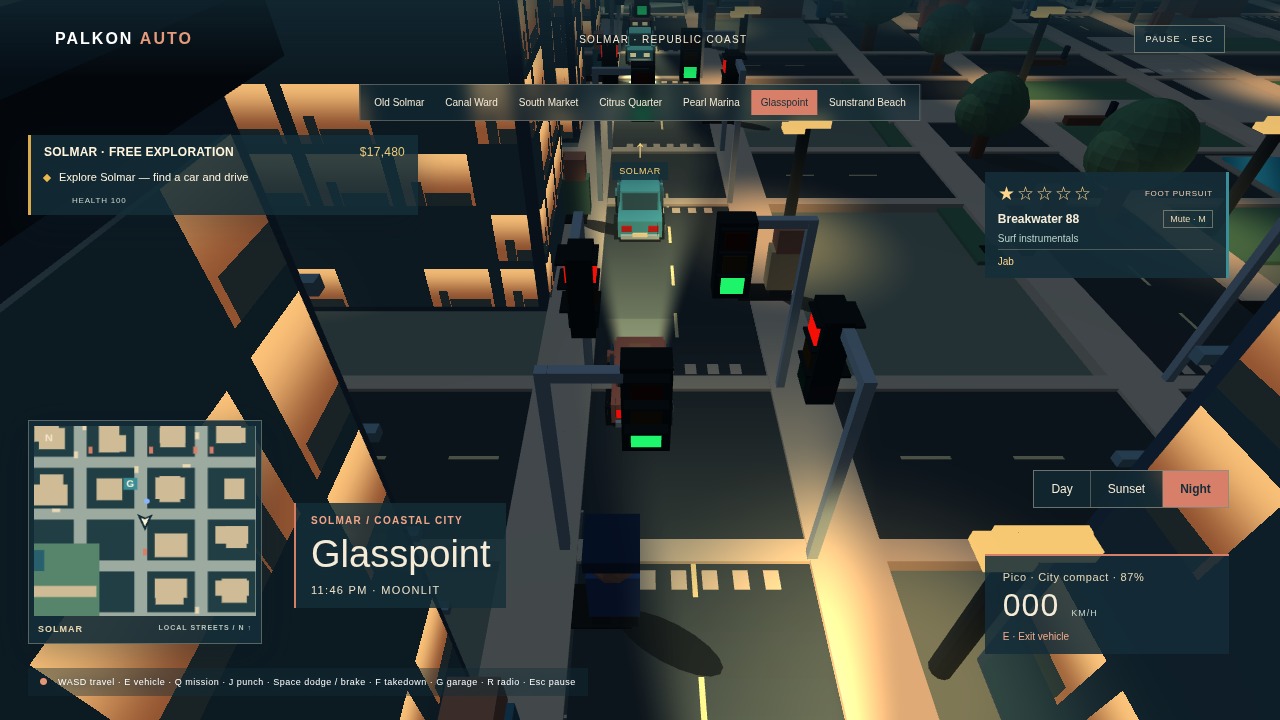 PALKON AUTO
SOLMAR · REPUBLIC COAST
PAUSE · ESC
Old Solmar
Canal Ward
South Market
Citrus Quarter
Pearl Marina
Glasspoint
Sunstrand Beach
SOLMAR · FREE EXPLORATION
$17,480
Explore Solmar — find a car and drive
HEALTH 100
SOLMAR
FOOT PURSUIT
Breakwater 88
Mute · M
Surf instrumentals
Jab
N
G
SOLMAR
LOCAL STREETS / N ↑
SOLMAR / COASTAL CITY
Glasspoint
11:46 PM · MOONLIT
Day
Sunset
Night
Pico · City compact · 87%
000 KM/H
E · Exit vehicle
WASD travel · E vehicle · Q mission · J punch · Space dodge / brake · F takedown · G garage · R radio · Esc pause